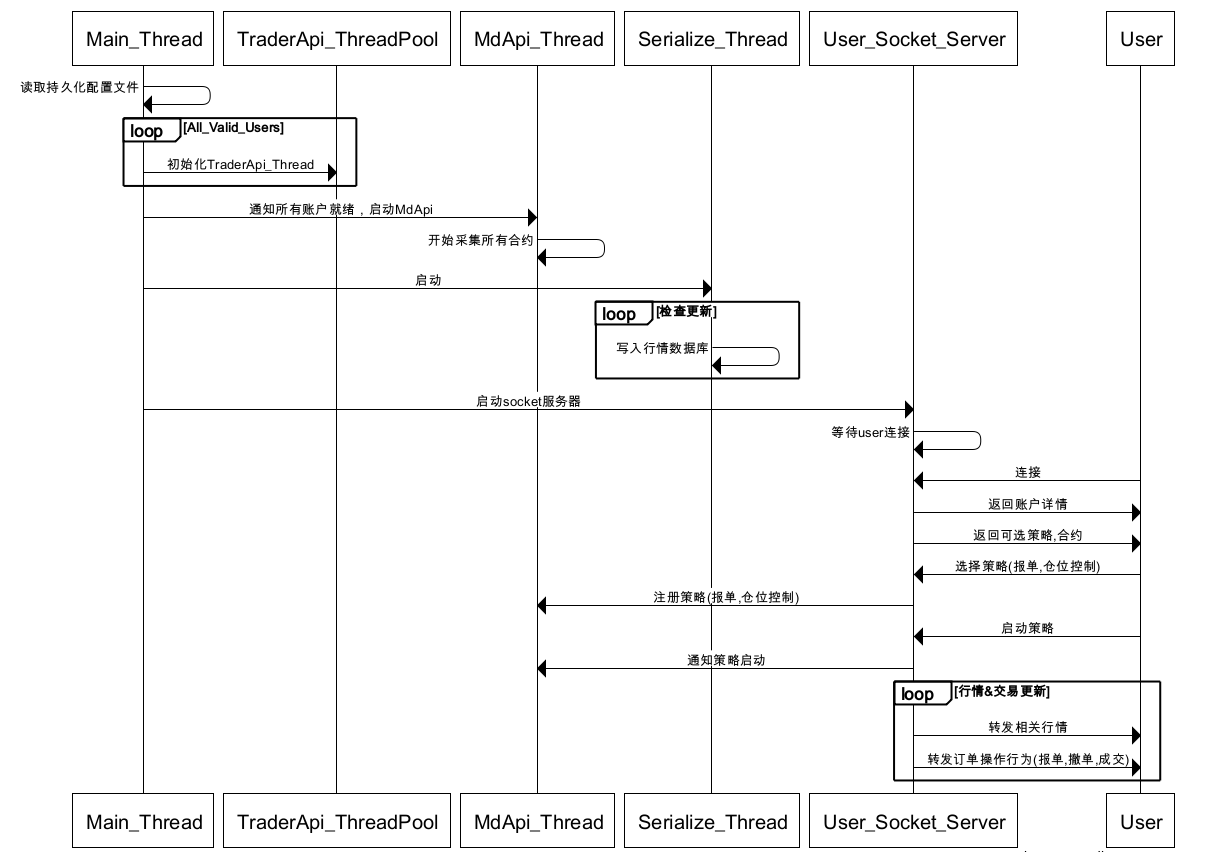 Main_Thread
TraderApi_ThreadPool
MdApi_Thread
Serialize_Thread
User_Socket_Server
User
读取持久化配置文件
loop
[All_Valid_Users]
初始化TraderApi_Thread
通知所有账户就绪，启动MdApi
开始采集所有合约
启动
loop
[检查更新]
写入行情数据库
启动socket服务器
等待user连接
连接
返回账户详情
返回可选策略,合约
选择策略(报单,仓位控制)
注册策略(报单,仓位控制)
启动策略
通知策略启动
loop
[行情&交易更新]
转发相关行情
转发订单操作行为(报单,撤单,成交)
Main_Thread
TraderApi_ThreadPool
MdApi_Thread
Serialize_Thread
User_Socket_Server
User